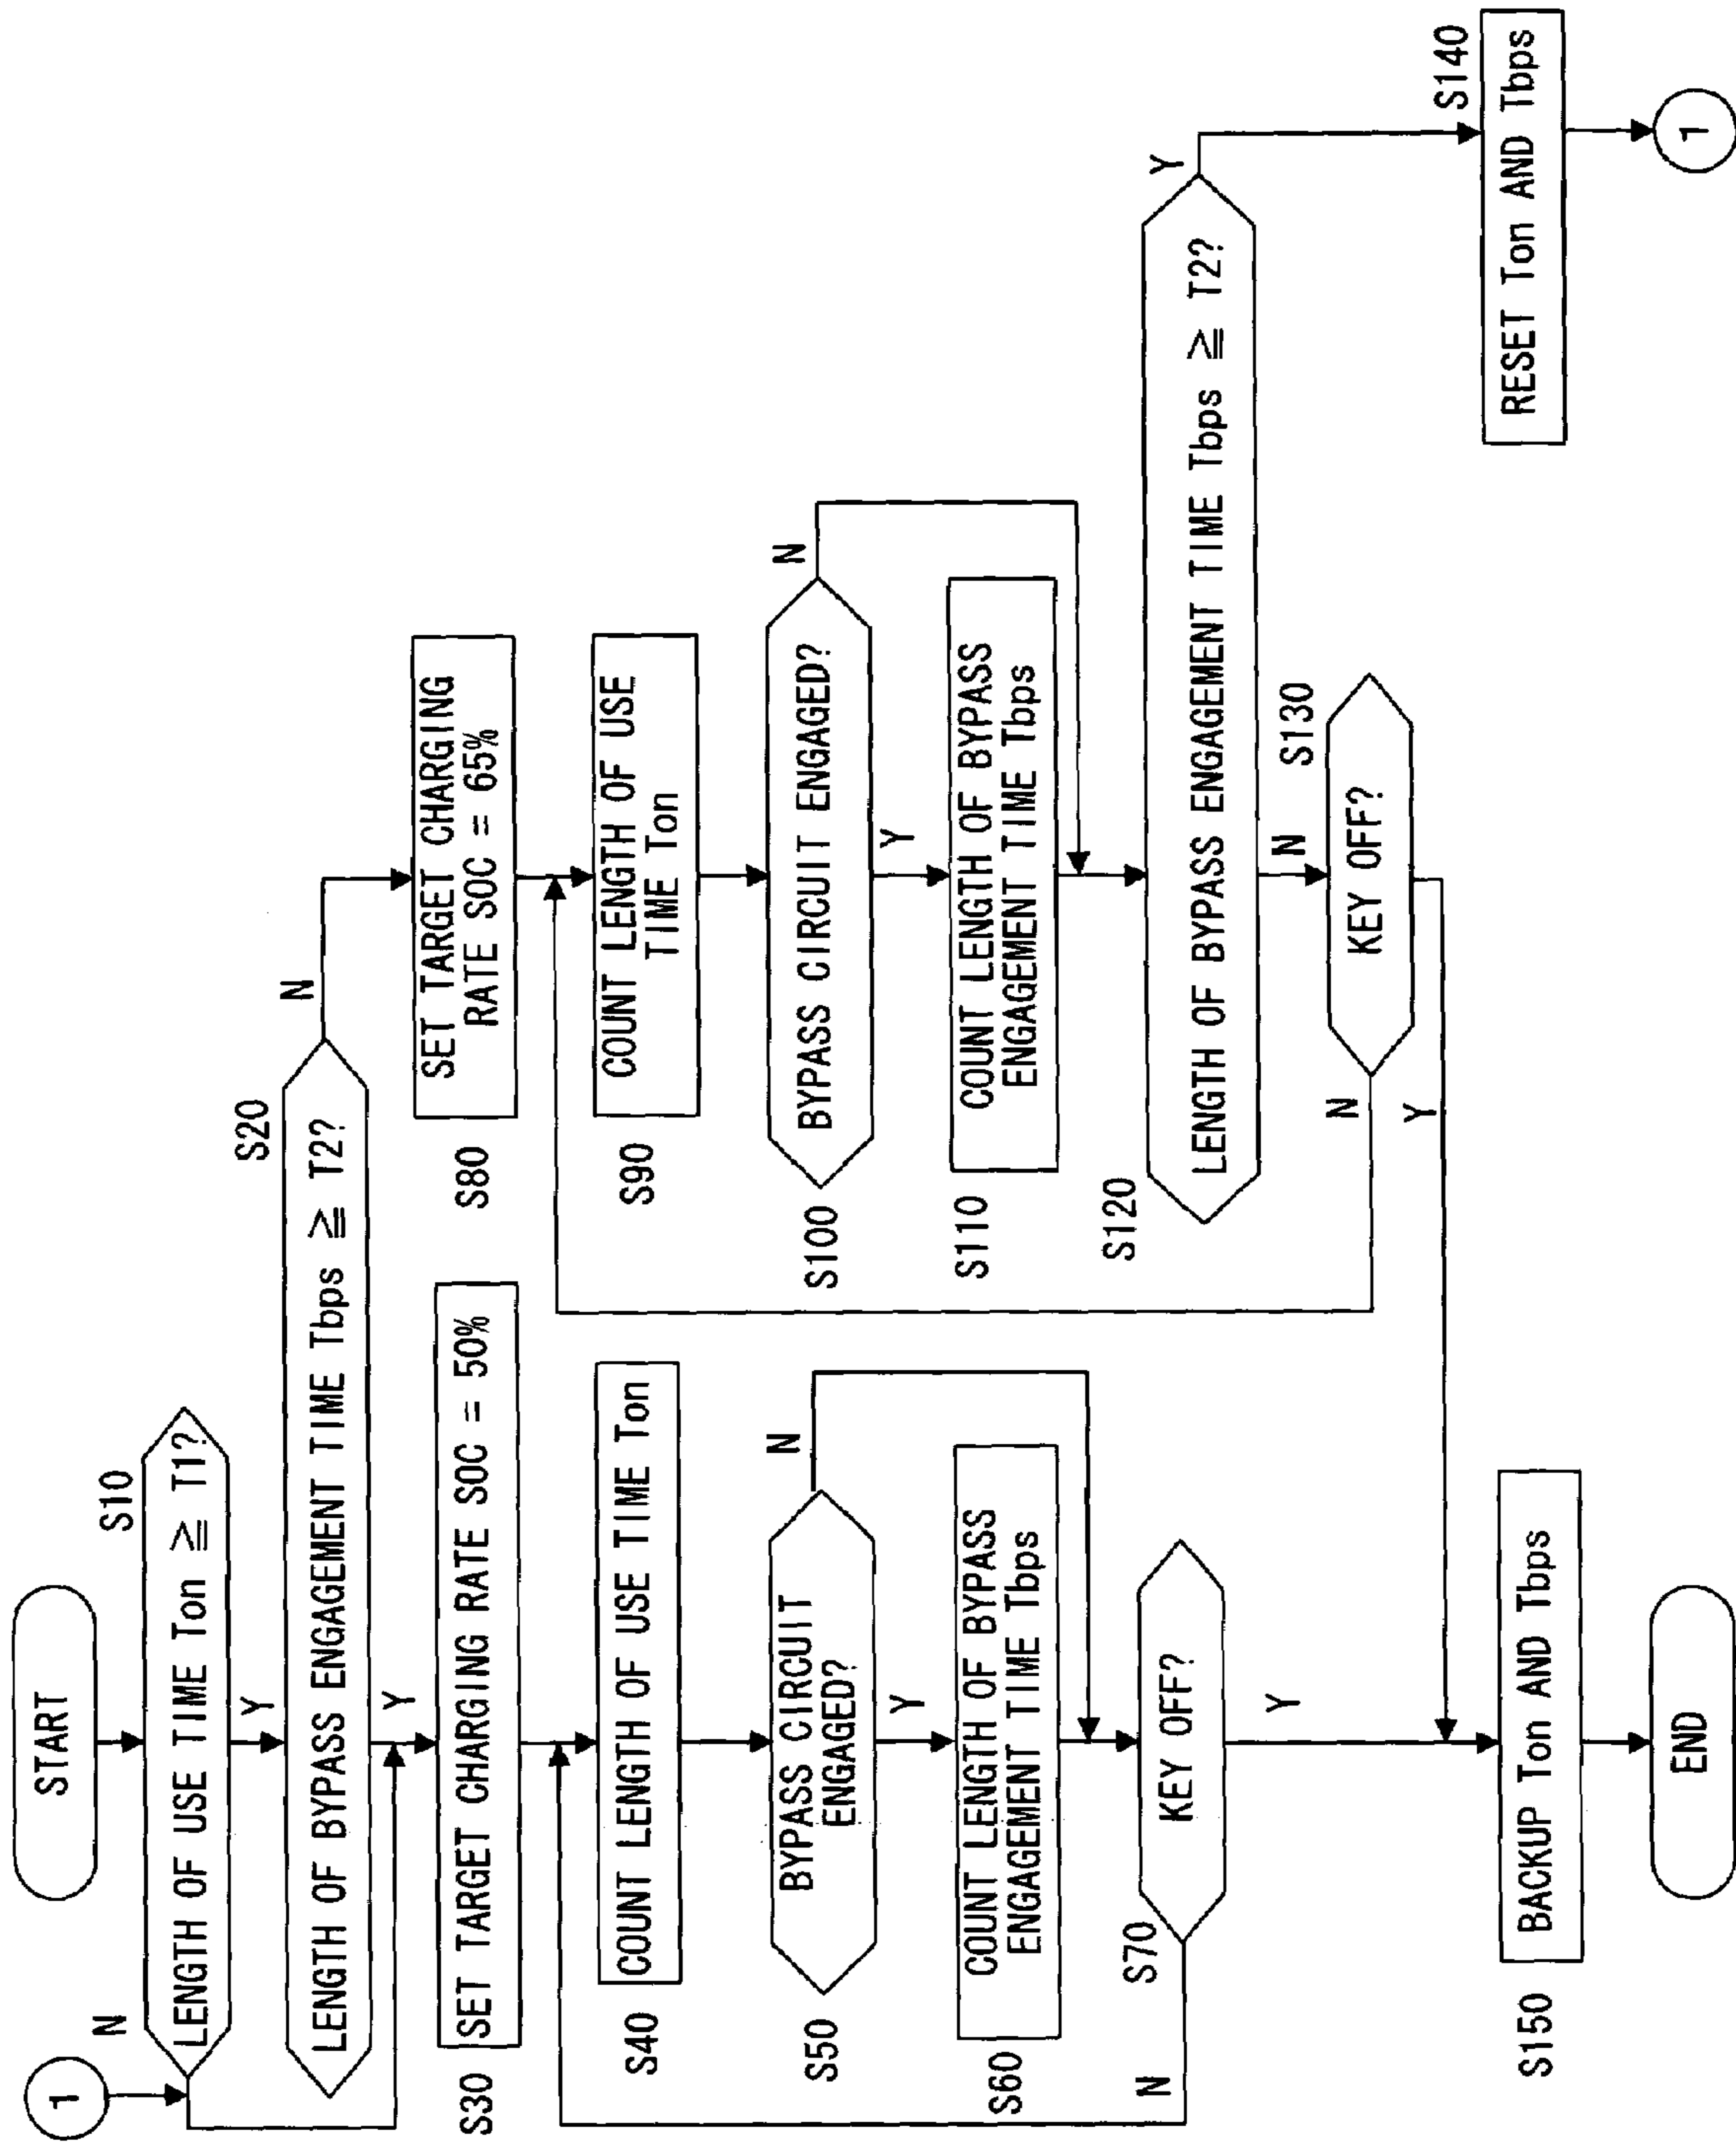 START
1
N
S10
LENGTH OF USE TIME Ton ≧ T1?
Y
S20
LENGTH OF BYPASS ENGAGEMENT TIME Tbps ≧ T2?
N
Y
S30
SET TARGET CHARGING RATE SOC = 50%
S40
COUNT LENGTH OF USE TIME Ton
S50
BYPASS CIRCUIT
ENGAGED?
N
Y
S60
COUNT LENGTH OF BYPASS
ENGAGEMENT TIME Tbps
S70
KEY OFF?
N
Y
S80
SET TARGET CHARGING
RATE SOC = 65%
S90
COUNT LENGTH OF USE
TIME Ton
S100
BYPASS CIRCUIT ENGAGED?
N
Y
S110
COUNT LENGTH OF BYPASS
ENGAGEMENT TIME Tbps
S120
LENGTH OF BYPASS ENGAGEMENT TIME Tbps ≧ T2?
Y
N
S130
KEY OFF?
N
Y
S140
RESET Ton AND Tbps
1
S150
BACKUP Ton AND Tbps
END